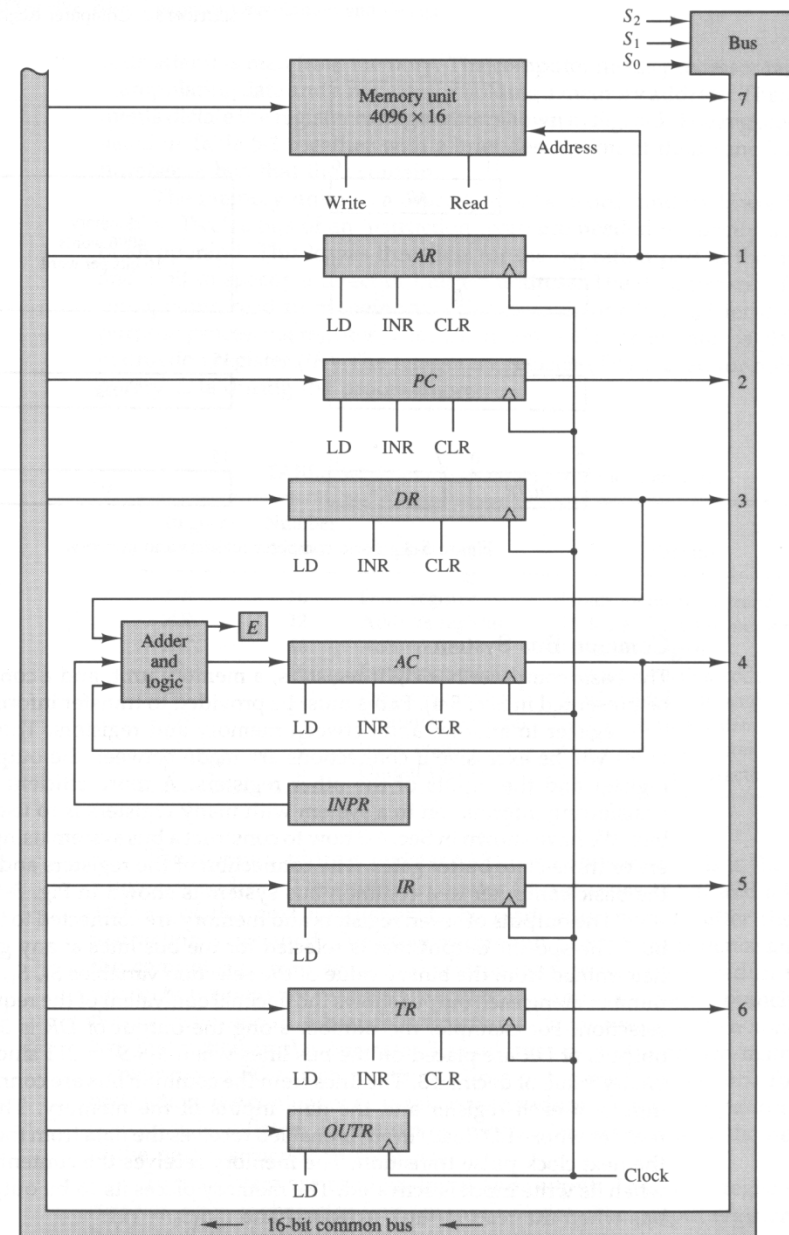 S2
S1
S0
Bus
Memory unit
4096 × 16
7
Address
Write Read
AR
1
LD INR CLR
PC
2
LD INR CLR
DR
3
LD INR CLR
Adder
and
logic
E
AC
4
LD INR CLR
INPR
IR
5
LD
TR
6
LD INR CLR
OUTR
LD
Clock
16-bit common bus